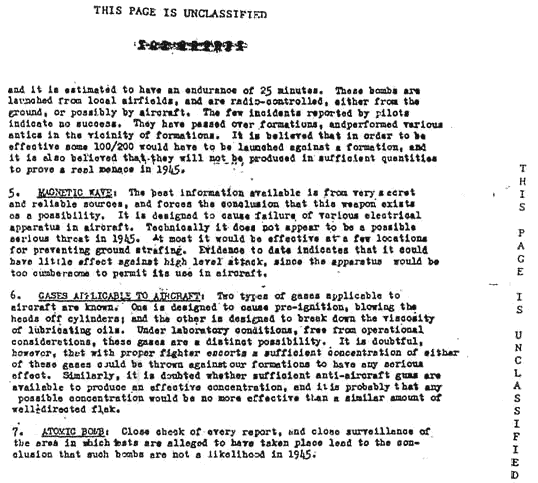 THIS PAGE IS UNCLASSIFIED
and it is estimated to have an endurance of 25 minutes. These bombs are
launched from local airfields, and are radio-controlled, either from the
ground, or possibly by aircraft. The few incidents reported by pilots
indicate no success. They have passed over formations, andperformed various
antics in the vicinity of formations. It is believed that in order to be
effective some 100/200 would have to be launched against a formation, and
it is also believed that they will not be produced in sufficient quantities
to prove a real menace in 1945.
5. MAGNETIC WAVE: The best information available is from very secret
and reliable sources, and forces the conclusion that this weapon exists
as a possibility. It is designed to cause failure of various electrical
apparatus in aircraft. Technically it does not appear to be a possible
serious threat in 1945. At most it would be effective at a few locations
for preventing ground strafing. Evidence to date indicates that it could
have little effect against high level attack, since the apparatus would be
too cumbersome to permit its use in aircraft.
6. GASES APPLICABLE TO AIRCRAFT: Two types of gases applicable to
aircraft are known. One is designed to cause pre-ignition, blowing the
heads off cylinders; and the other is designed to break down the viscosity
of lubricating oils. Under laboratory conditions, free from operational
considerations, these gases are a distinct possibility. It is doubtful,
however, that with proper fighter escorts a sufficient concentration of either
of these gases could be thrown against our formations to have any serious
effect. Similarly, it is doubted whether sufficient anti-aircraft guns are
available to produce an effective concentration, and it is probably that any
possible concentration would be no more effective than a similar amount of
well-directed flak.
7. ATOMIC BOMB: Close check of every report, and close surveillance of
the area in which tests are alleged to have taken place lead to the con-
clusion that such bombs are not a likelihood in 1945.
THIS PAGE IS UNCLASSIFIED